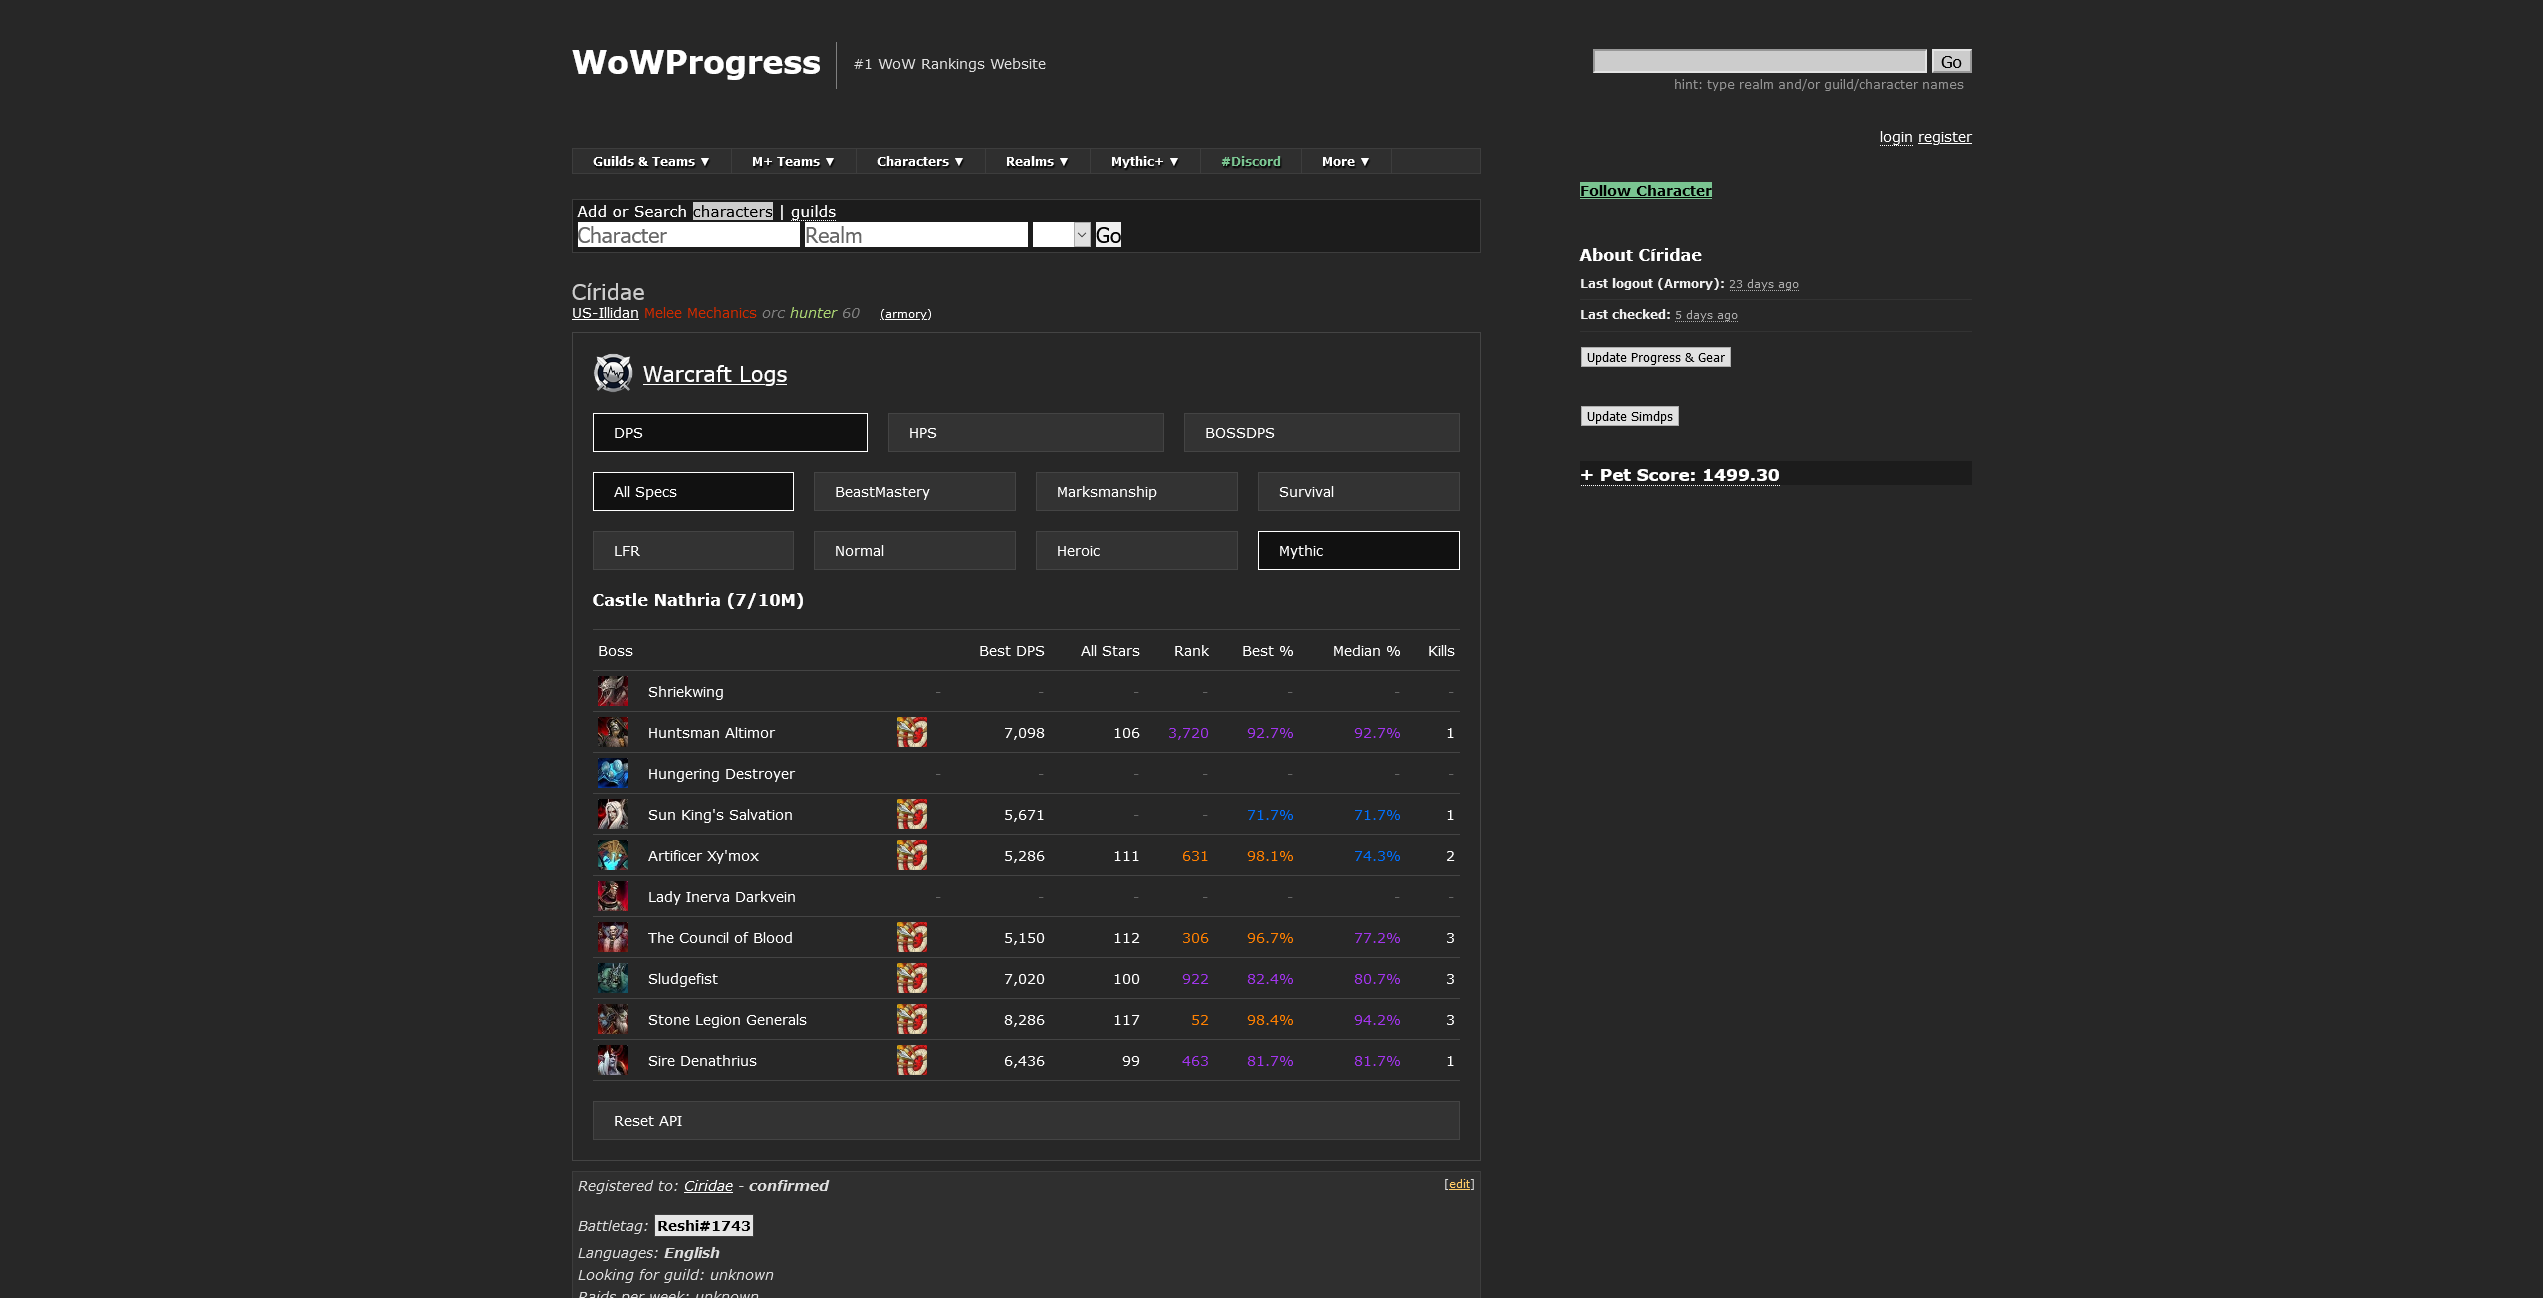 WoWProgress #1 WoW Rankings Website Go
hint: type realm and/or guild/character names
login register
Guilds & Teams ▼ M+ Teams ▼ Characters ▼ Realms ▼ Mythic+ ▼ #Discord More ▼
Follow Character
Add or Search characters | guilds
Character Realm Go
About Círidae
Last logout (Armory): 23 days ago
Last checked: 5 days ago
Update Progress & Gear
Update Simdps
+ Pet Score: 1499.30
Círidae
US-Illidan Melee Mechanics orc hunter 60 (armory)
Warcraft Logs
DPS HPS BOSSDPS
All Specs BeastMastery Marksmanship Survival
LFR Normal Heroic Mythic
Castle Nathria (7/10M)
Boss Best DPS All Stars Rank Best % Median % Kills
Shriekwing - - - - - - -
Huntsman Altimor 7,098 106 3,720 92.7% 92.7% 1
Hungering Destroyer - - - - - - -
Sun King's Salvation 5,671 - - 71.7% 71.7% 1
Artificer Xy'mox 5,286 111 631 98.1% 74.3% 2
Lady Inerva Darkvein - - - - - - -
The Council of Blood 5,150 112 306 96.7% 77.2% 3
Sludgefist 7,020 100 922 82.4% 80.7% 3
Stone Legion Generals 8,286 117 52 98.4% 94.2% 3
Sire Denathrius 6,436 99 463 81.7% 81.7% 1
Reset API
Registered to: Ciridae - confirmed [edit]
Battletag: Reshi#1743
Languages: English
Looking for guild: unknown
Raids per week: unknown